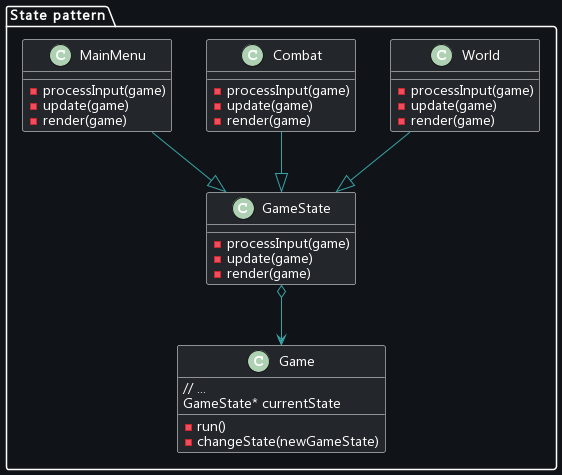 State pattern
C MainMenu
processInput(game)
update(game)
render(game)
C Combat
processInput(game)
update(game)
render(game)
C World
processInput(game)
update(game)
render(game)
C GameState
processInput(game)
update(game)
render(game)
C Game
// ...
GameState* currentState
run()
changeState(newGameState)